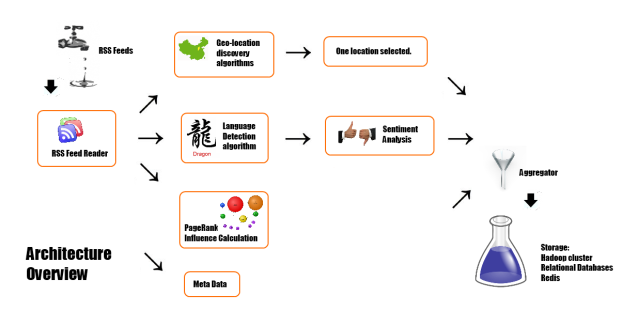 RSS Feeds
Geo-location
discovery
algorithms
One location selected.
RSS Feed Reader
龍
Dragon
Language
Detection
algorithm
Sentiment
Analysis
Aggregator
PageRank
Influence Calculation
Architecture
Overview
Meta Data
Storage:
Hadoop cluster
Relational Databases
Redis